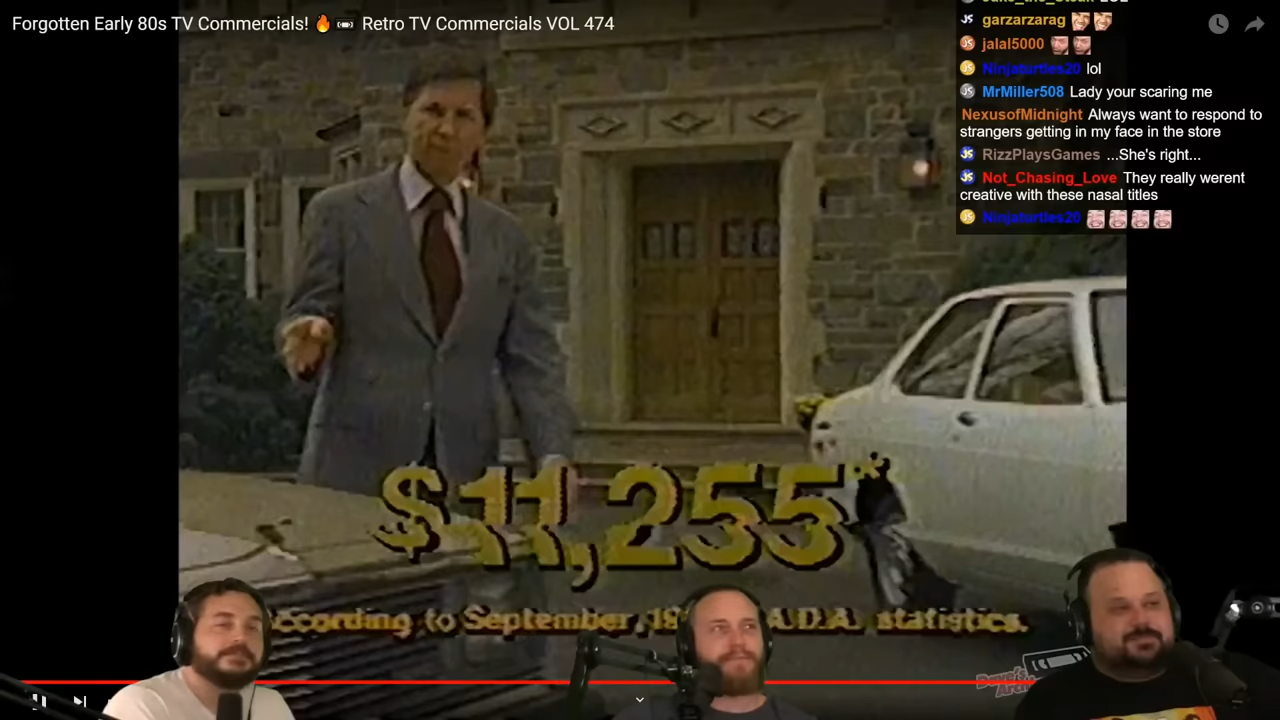 Forgotten Early 80s TV Commercials! 🔥 📼 Retro TV Commercials VOL 474
garzarzarag
jalal5000
Ninjaturtles20 lol
MrMiller508 Lady your scaring me
NexusofMidnight Always want to respond to
strangers getting in my face in the store
RizzPlaysGames ...She's right...
Not_Chasing_Love They really werent
creative with these nasal titles
Ninjaturtles20
$11,255*
ccording to September, 19 A.D.A. statistics.